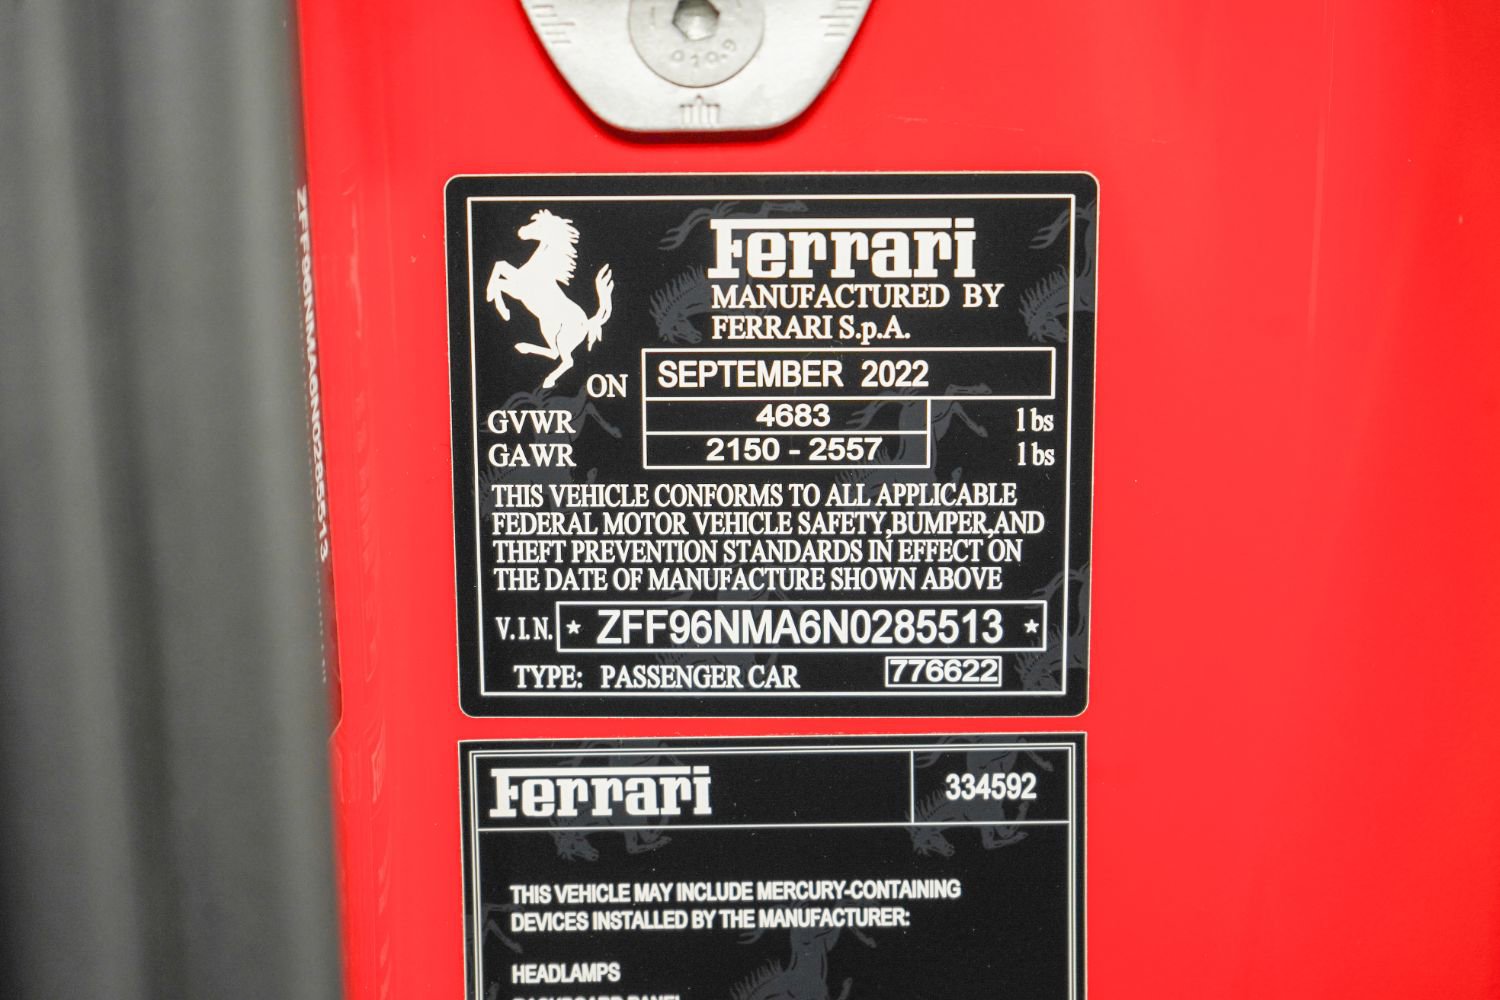 010.9
Ferrari
MANUFACTURED BY
FERRARI S.p.A.
ON SEPTEMBER 2022
GVWR 4683 lbs
GAWR 2150 - 2557 lbs
THIS VEHICLE CONFORMS TO ALL APPLICABLE
FEDERAL MOTOR VEHICLE SAFETY,BUMPER,AND
THEFT PREVENTION STANDARDS IN EFFECT ON
THE DATE OF MANUFACTURE SHOWN ABOVE
V.I.N. ★ ZFF96NMA6N0285513 ★
TYPE: PASSENGER CAR 776622
Ferrari 334592
THIS VEHICLE MAY INCLUDE MERCURY-CONTAINING
DEVICES INSTALLED BY THE MANUFACTURER:
HEADLAMPS
ZFF96NMA6N0285513